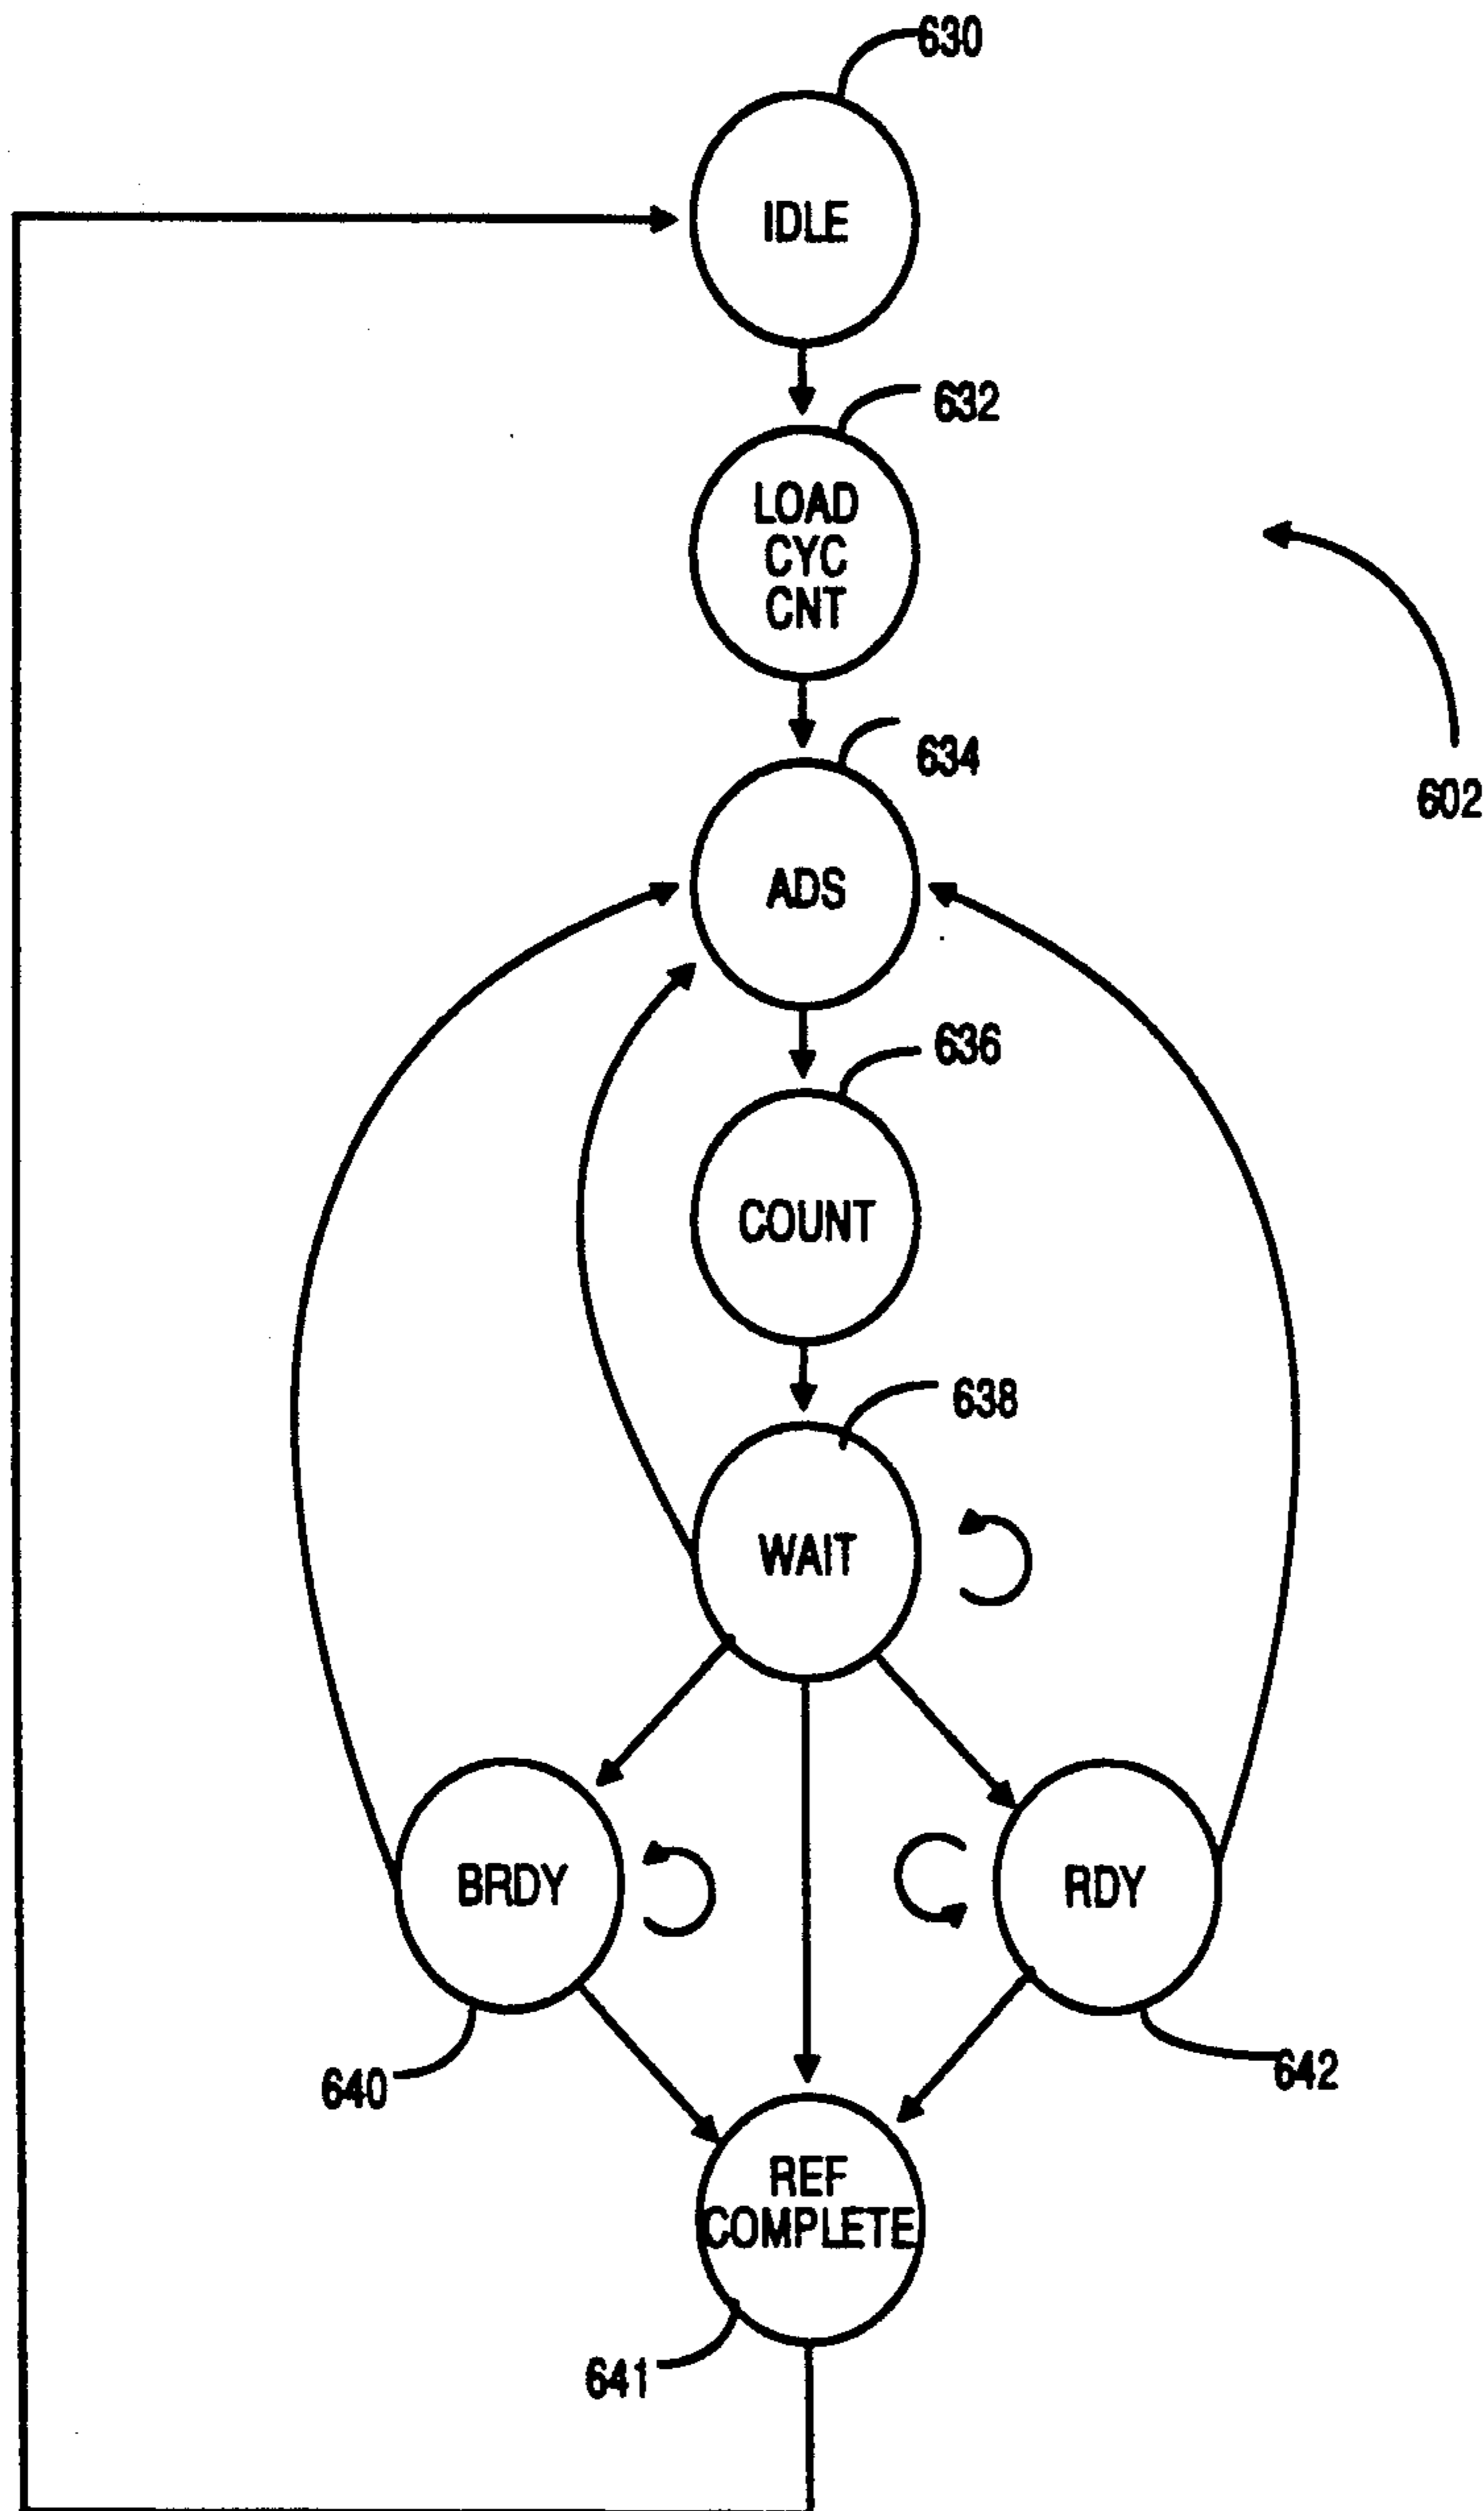 630
IDLE
632
LOAD
CYC
CNT
634
602
ADS
636
COUNT
638
WAIT
BRDY
RDY
640
642
REF
COMPLETE
641